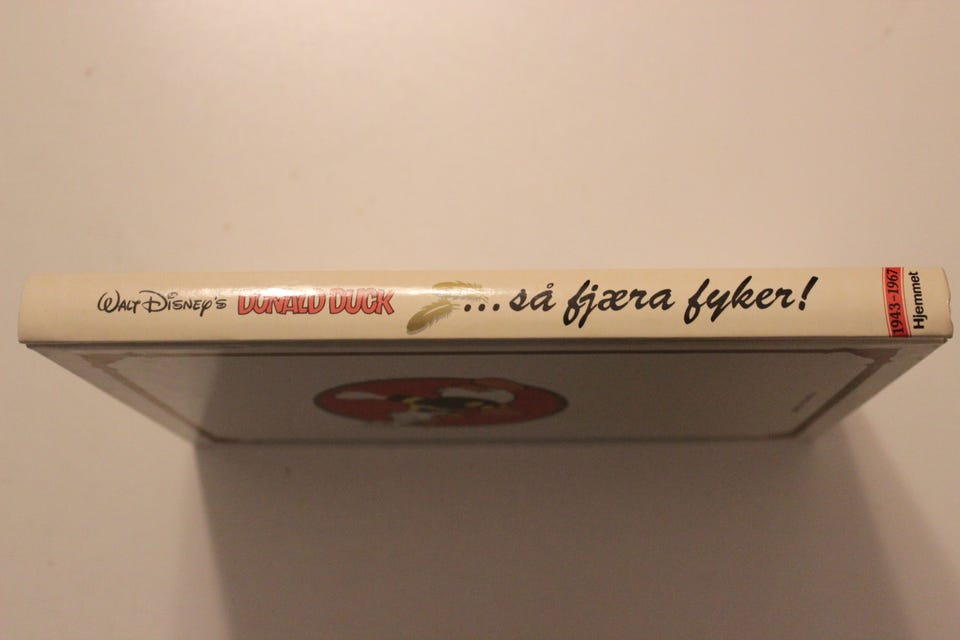 WALT DISNEY'S DONALD DUCK ...så fjæra fyker!
1943-1967
Hjemmet